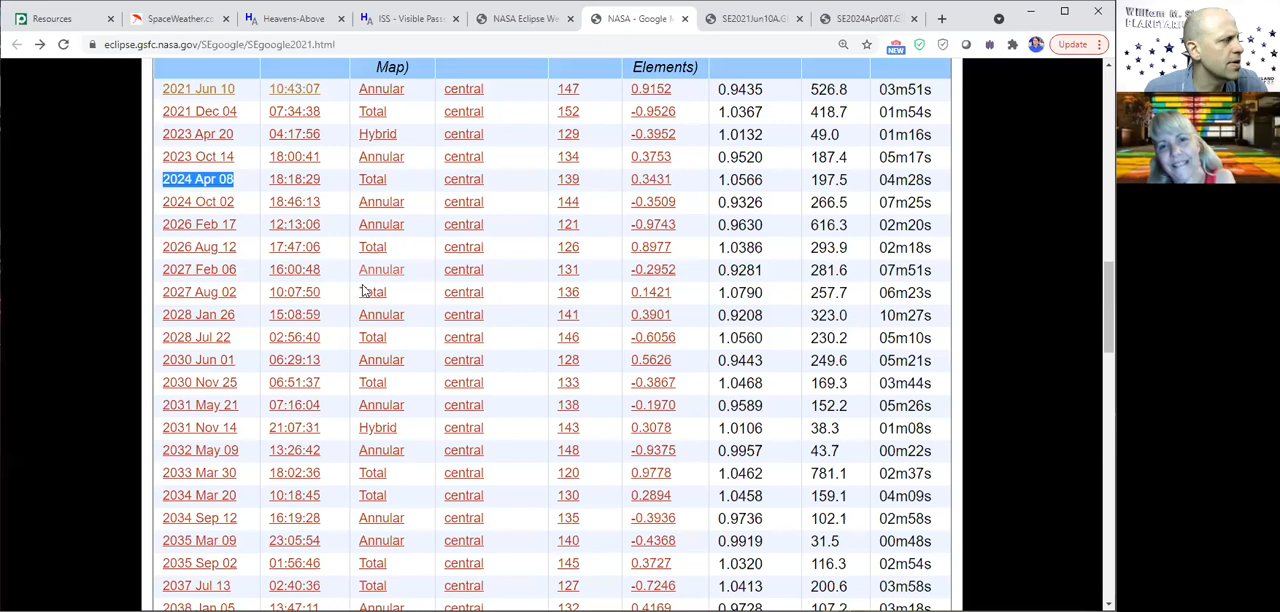 Resources
SpaceWeather.co
Heavens-Above
ISS - Visible Passe
NASA Eclipse We
NASA - Google M
SE2021Jun10A.GI
SE2024Apr08T.G
eclipse.gsfc.nasa.gov/SEgoogle/SEgoogle2021.html
NEW
Update
Map) Elements)
2021 Jun 10 10:43:07 Annular central 147 0.9152 0.9435 526.8 03m51s
2021 Dec 04 07:34:38 Total central 152 -0.9526 1.0367 418.7 01m54s
2023 Apr 20 04:17:56 Hybrid central 129 -0.3952 1.0132 49.0 01m16s
2023 Oct 14 18:00:41 Annular central 134 0.3753 0.9520 187.4 05m17s
2024 Apr 08 18:18:29 Total central 139 0.3431 1.0566 197.5 04m28s
2024 Oct 02 18:46:13 Annular central 144 -0.3509 0.9326 266.5 07m25s
2026 Feb 17 12:13:06 Annular central 121 -0.9743 0.9630 616.3 02m20s
2026 Aug 12 17:47:06 Total central 126 0.8977 1.0386 293.9 02m18s
2027 Feb 06 16:00:48 Annular central 131 -0.2952 0.9281 281.6 07m51s
2027 Aug 02 10:07:50 Total central 136 0.1421 1.0790 257.7 06m23s
2028 Jan 26 15:08:59 Annular central 141 0.3901 0.9208 323.0 10m27s
2028 Jul 22 02:56:40 Total central 146 -0.6056 1.0560 230.2 05m10s
2030 Jun 01 06:29:13 Annular central 128 0.5626 0.9443 249.6 05m21s
2030 Nov 25 06:51:37 Total central 133 -0.3867 1.0468 169.3 03m44s
2031 May 21 07:16:04 Annular central 138 -0.1970 0.9589 152.2 05m26s
2031 Nov 14 21:07:31 Hybrid central 143 0.3078 1.0106 38.3 01m08s
2032 May 09 13:26:42 Annular central 148 -0.9375 0.9957 43.7 00m22s
2033 Mar 30 18:02:36 Total central 120 0.9778 1.0462 781.1 02m37s
2034 Mar 20 10:18:45 Total central 130 0.2894 1.0458 159.1 04m09s
2034 Sep 12 16:19:28 Annular central 135 -0.3936 0.9736 102.1 02m58s
2035 Mar 09 23:05:54 Annular central 140 -0.4368 0.9919 31.5 00m48s
2035 Sep 02 01:56:46 Total central 145 0.3727 1.0320 116.3 02m54s
2037 Jul 13 02:40:36 Total central 127 -0.7246 1.0413 200.6 03m58s
2038 Jan 05 13:47:11 Annular central 132 0.4169 0.9728 107.2 03m18s